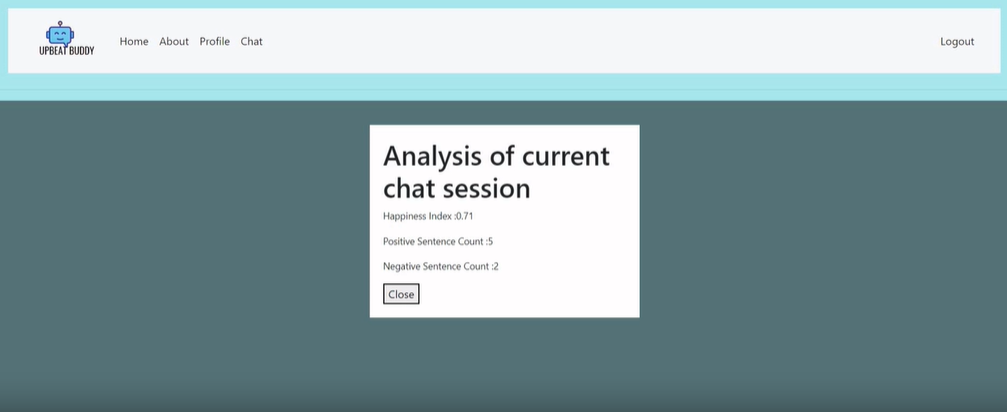 UPBEAT BUDDY
Home About Profile Chat Logout
Analysis of current
chat session
Happiness Index :0.71
Positive Sentence Count :5
Negative Sentence Count :2
Close